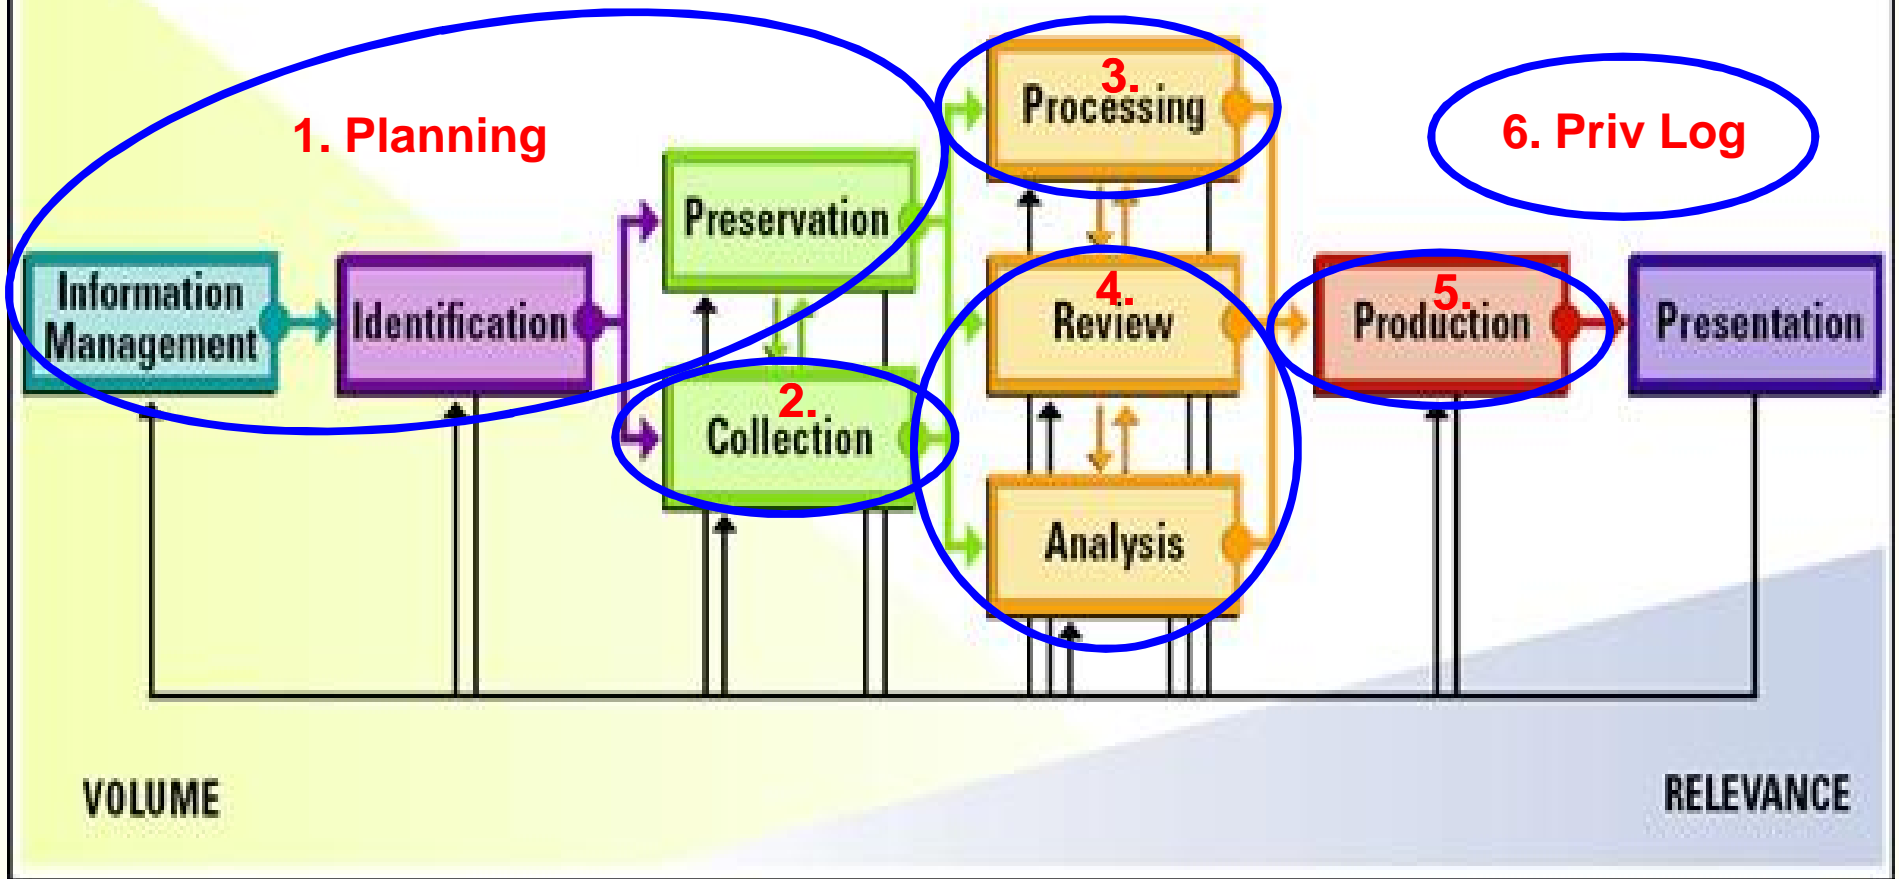 1. Planning
Information
Management
Identification
Preservation
2.
Collection
3.
Processing
4.
Review
Analysis
5.
Production
6. Priv Log
Presentation
VOLUME
RELEVANCE